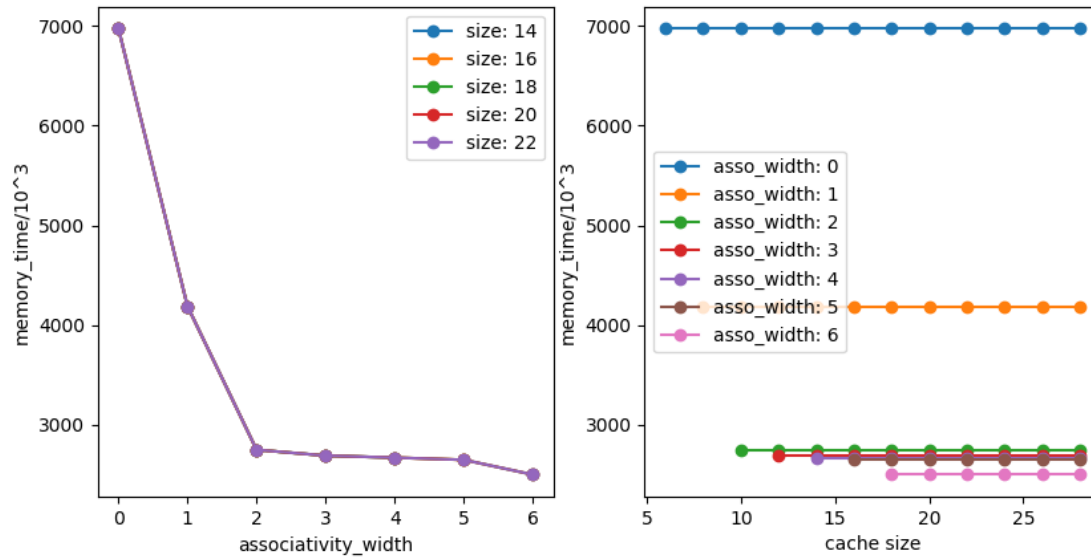 7000
6000
5000
4000
3000
memory_time/10^3
0 1 2 3 4 5 6
associativity_width
size: 14
size: 16
size: 18
size: 20
size: 22
7000
6000
5000
4000
3000
memory_time/10^3
asso_width: 0
asso_width: 1
asso_width: 2
asso_width: 3
asso_width: 4
asso_width: 5
asso_width: 6
5 10 15 20 25
cache size